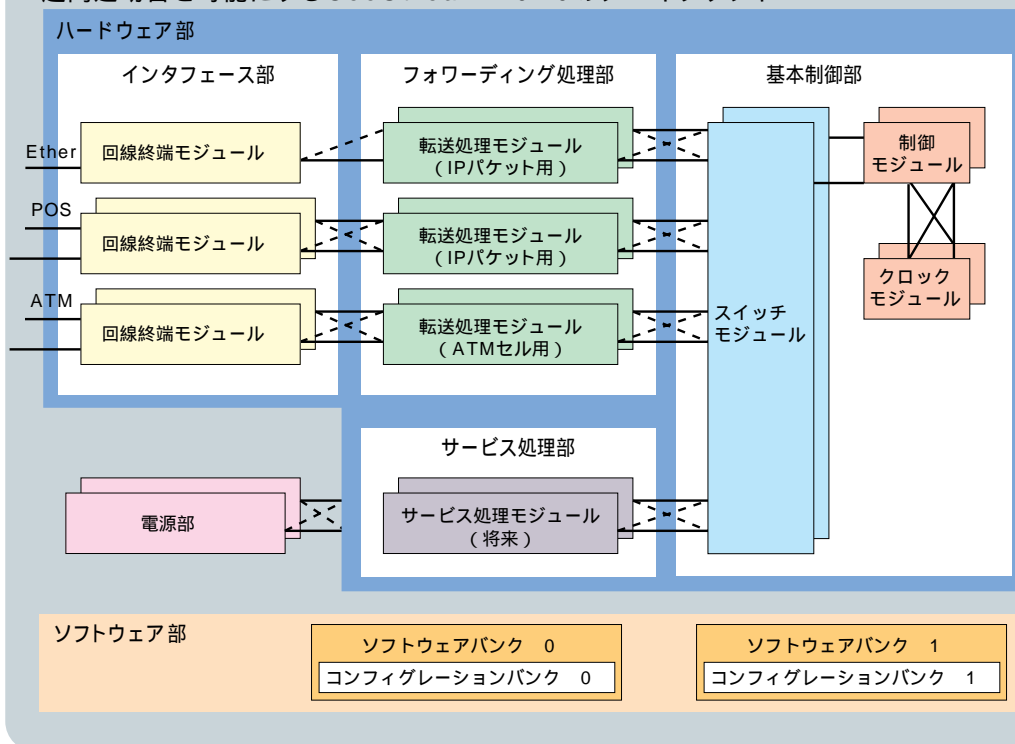 ハードウェア部
インタフェース部
フォワーディング処理部
基本制御部
Ether
回線終端モジュール
転送処理モジュール
(IPパケット用)
制御
モジュール
POS
回線終端モジュール
転送処理モジュール
(IPパケット用)
クロック
モジュール
ATM
回線終端モジュール
転送処理モジュール
(ATMセル用)
スイッチ
モジュール
サービス処理部
電源部
サービス処理モジュール
(将来)
ソフトウェア部
ソフトウェアバンク 0
コンフィグレーションバンク 0
ソフトウェアバンク 1
コンフィグレーションバンク 1